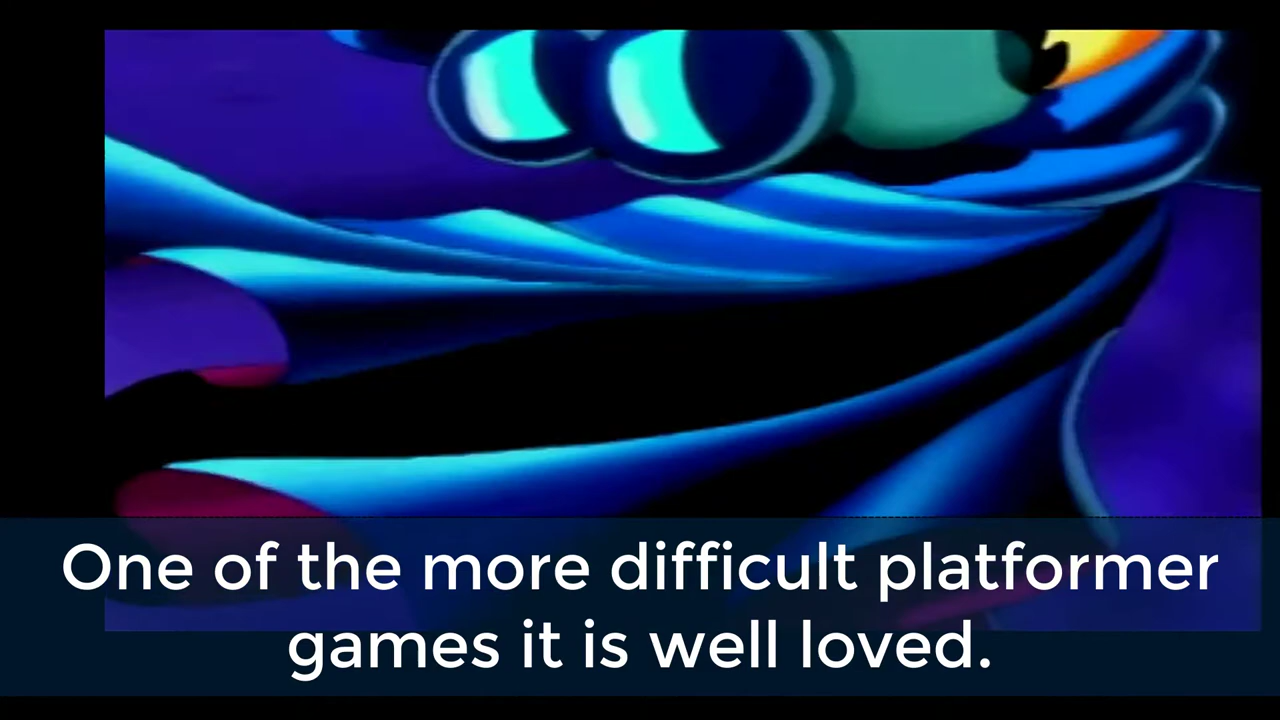 One of the more difficult platformer
games it is well loved.